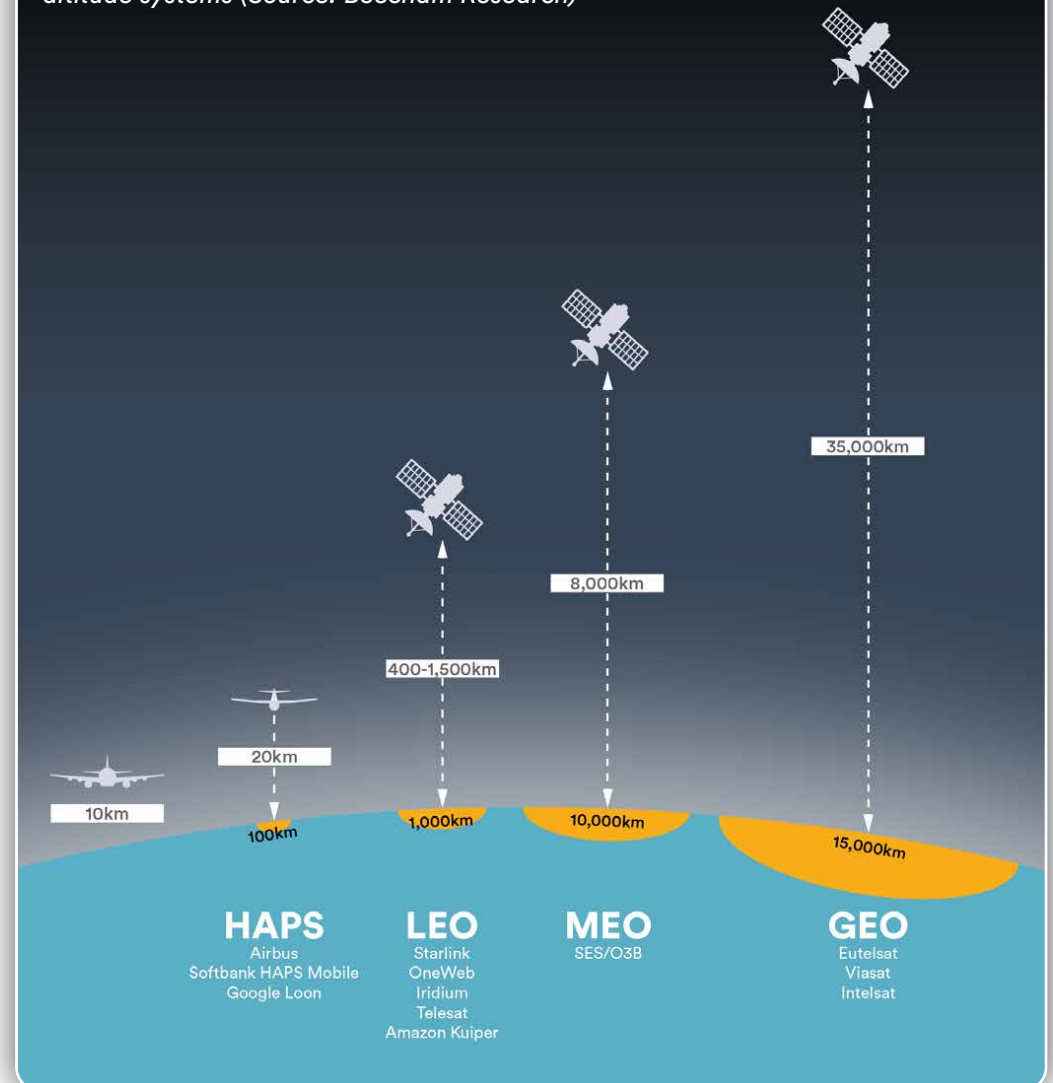 altitude systems (Source: Beecham Research)
35,000km
8,000km
400-1,500km
20km
10km
100km
1,000km
10,000km
15,000km
HAPS
Airbus
Softbank HAPS Mobile
Google Loon
LEO
Starlink
OneWeb
Iridium
Telesat
Amazon Kuiper
MEO
SES/O3B
GEO
Eutelsat
Viasat
Intelsat